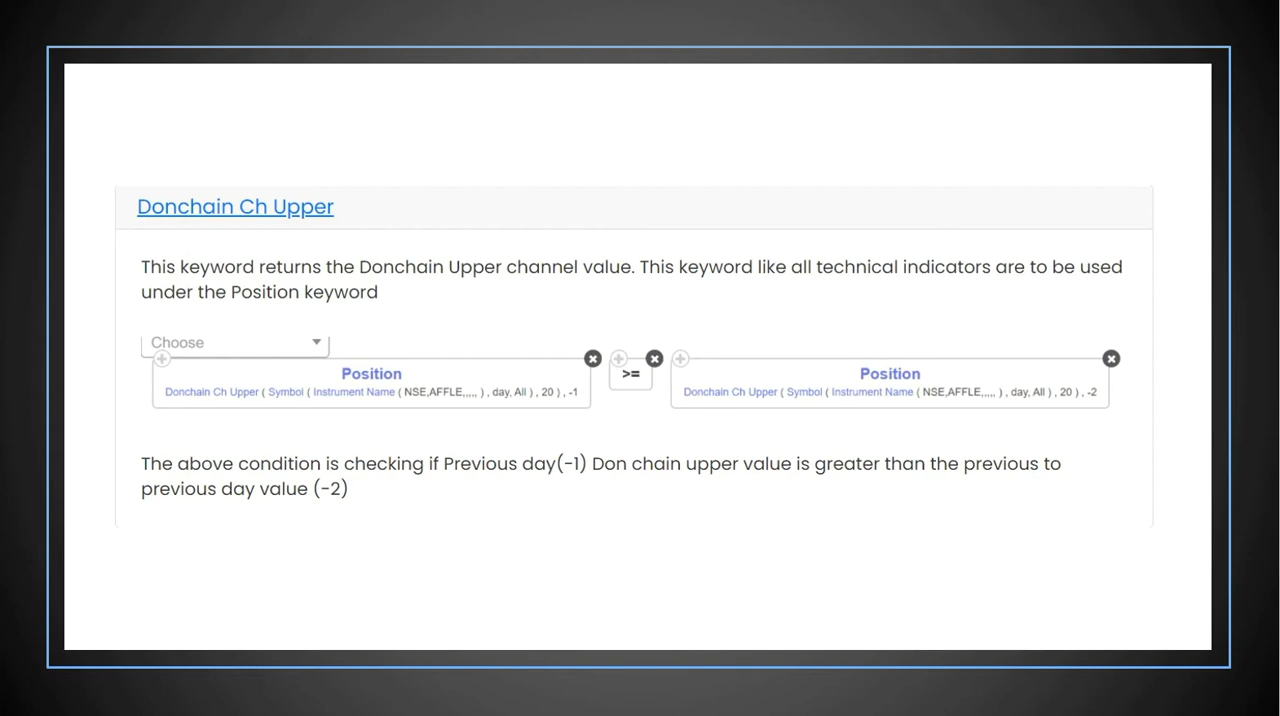 Donchain Ch Upper
This keyword returns the Donchain Upper channel value. This keyword like all technical indicators are to be used
under the Position keyword
Choose
Position >= Position
Donchain Ch Upper ( Symbol ( Instrument Name ( NSE,AFFLE,,,,, ) , day, All ) , 20 ) , -1 Donchain Ch Upper ( Symbol ( Instrument Name ( NSE,AFFLE,,,,, ) , day, All ) , 20 ) , -2
The above condition is checking if Previous day(-1) Don chain upper value is greater than the previous to
previous day value (-2)